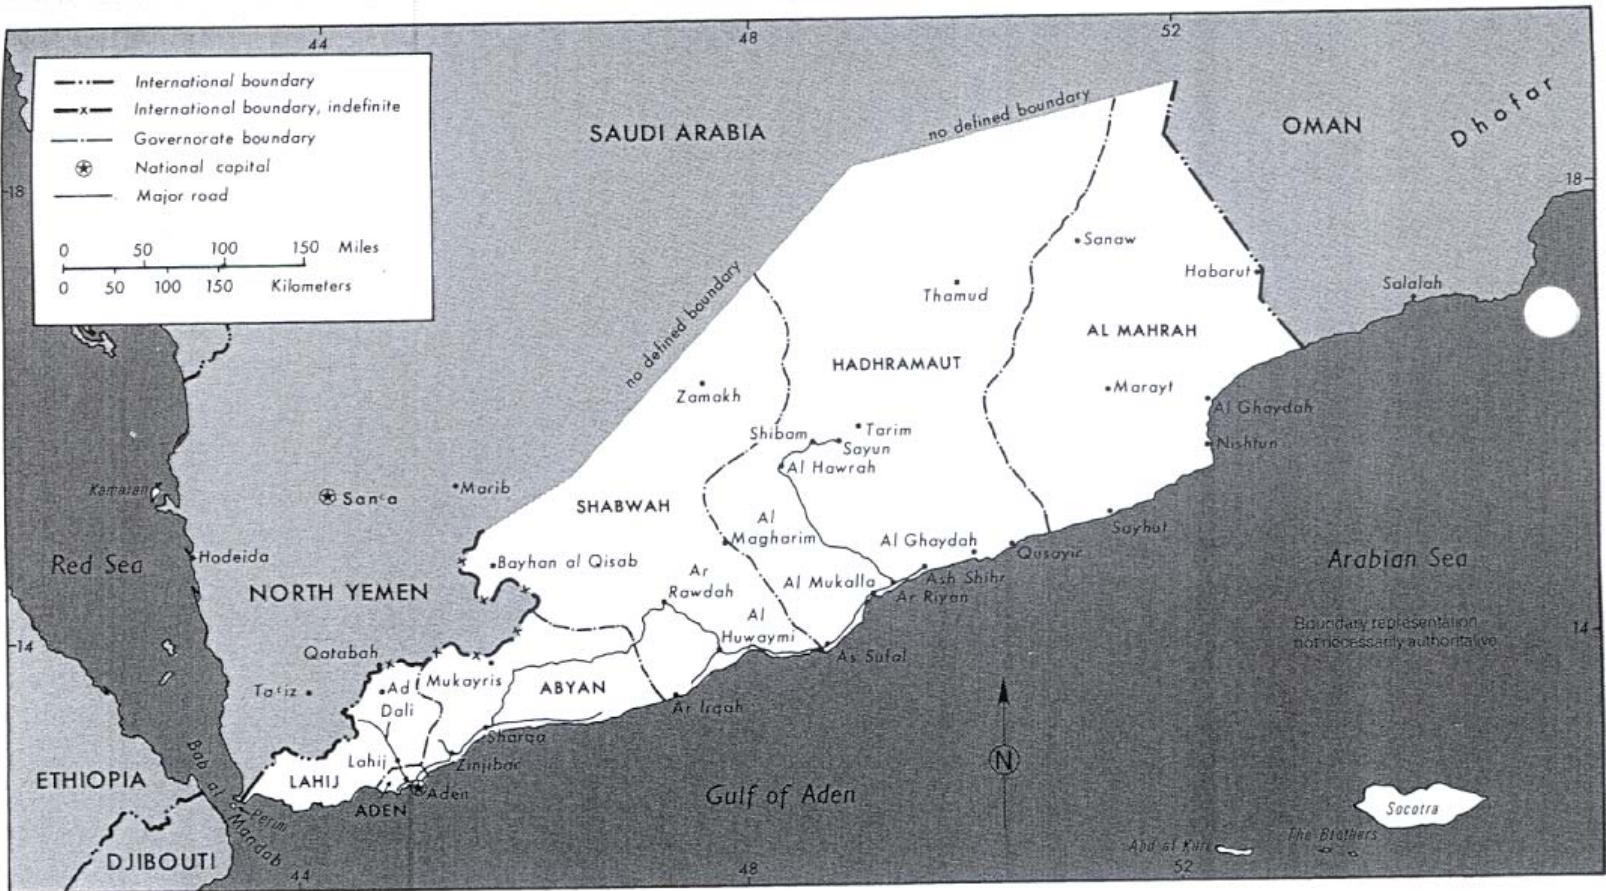 44
48
52
International boundary
International boundary, indefinite
Governorate boundary
National capital
Major road
0 50 100 150 Miles
0 50 100 150 Kilometers
18
18
SAUDI ARABIA
no defined boundary
OMAN
Dhofar
no defined boundary
Sanaw
Habarut
Thamud
Salalah
AL MAHRAH
HADHRAMAUT
Marayt
Zamakh
Al Ghaydah
Tarim
Shibam
Sayun
Nishtun
Al Hawrah
Kamaran
San‘a
Marib
SHABWAH
Al
Magharim
Sayhut
Al Ghaydah
Qusayir
Hodeida
Red Sea
Bayhan al Qisab
Arabian Sea
Ar
Rawdah
Al Mukalla
Ash Shihr
Ar Riyan
NORTH YEMEN
Al
Huwaymi
Boundary representation
not necessarily authoritative
14
14
Qatabah
As Sufal
Ta‘iz
Ad
Dali
Mukayris
ABYAN
Ar Irqah
Sharqa
Lahij
Zinjibar
N
ETHIOPIA
LAHIJ
Aden
ADEN
Gulf of Aden
Bab al
Mandab
Perim
Socotra
The Brothers
Abd al Kuri
DJIBOUTI
44
48
52